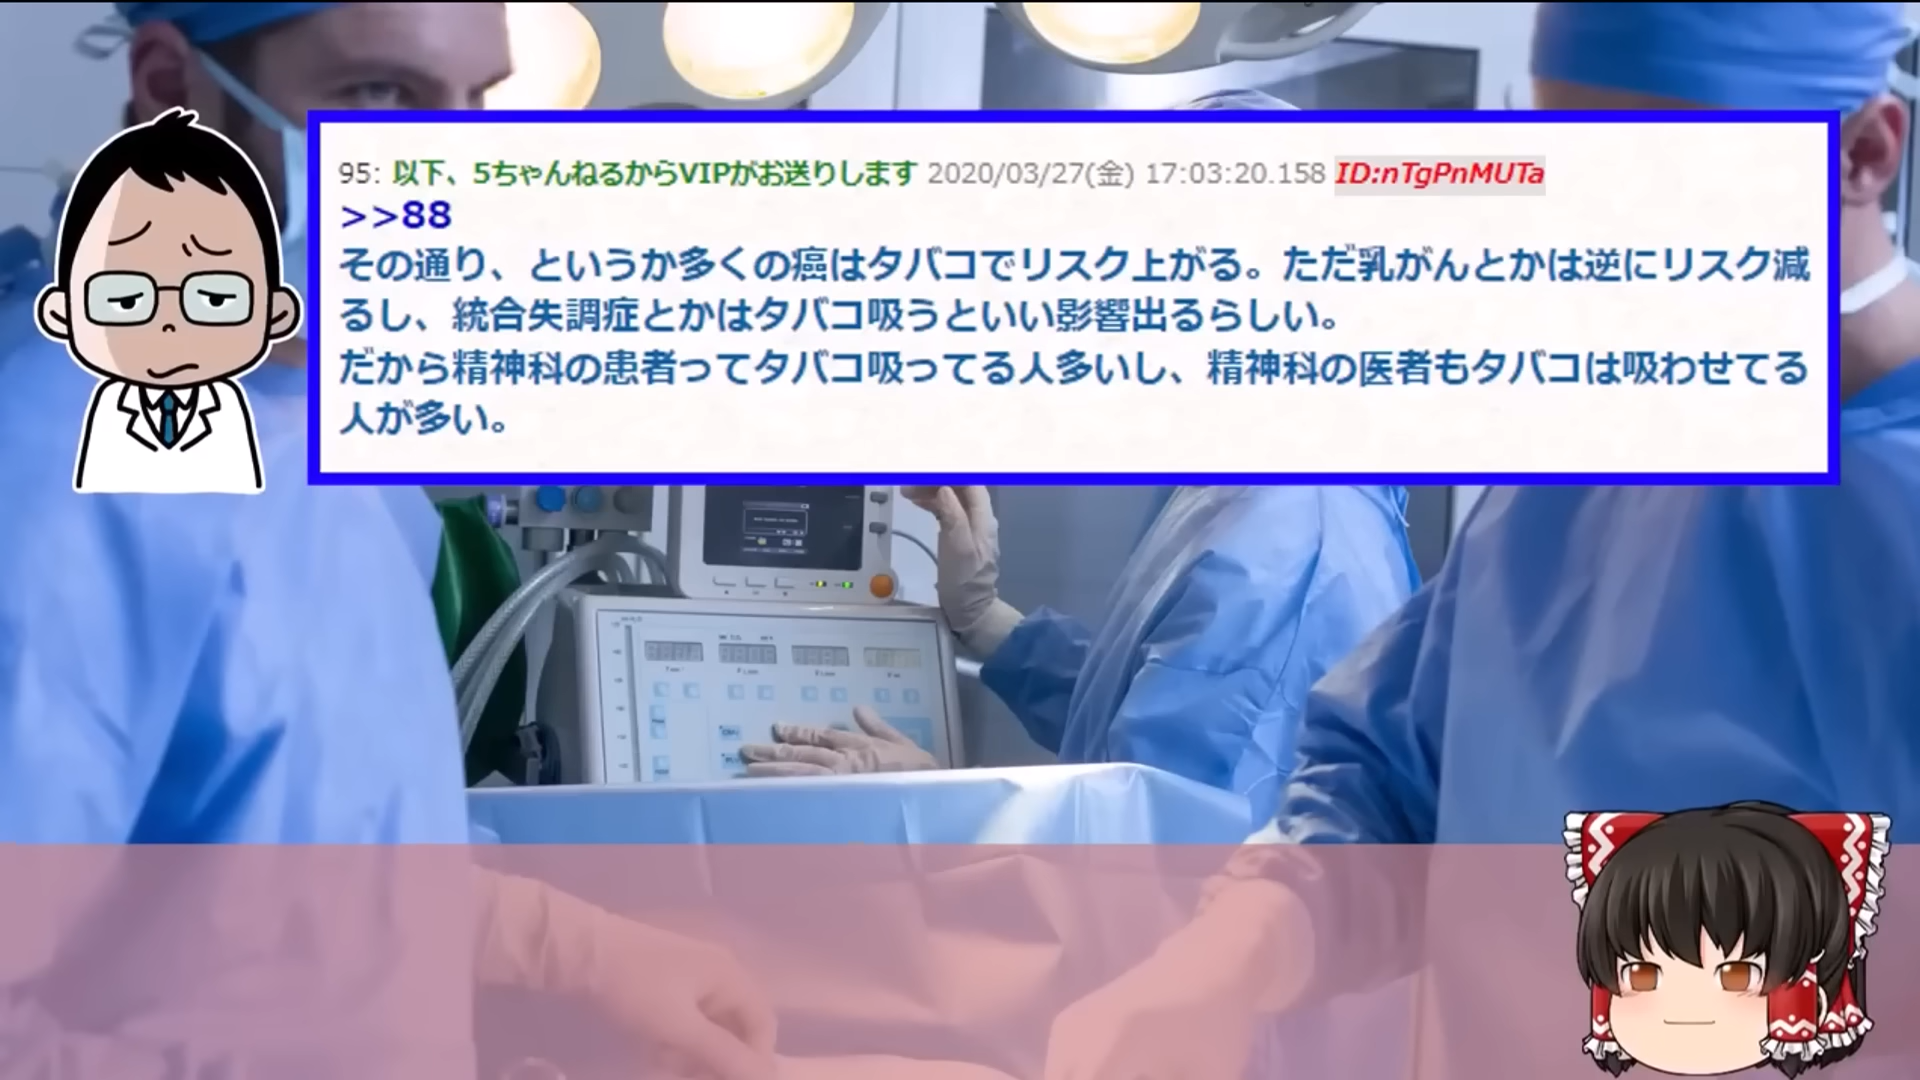 95: 以下、5ちゃんねるからVIPがお送りします 2020/03/27(金) 17:03:20.158 ID:nTgPnMUTa
>>88
その通り、というか多くの癌はタバコでリスク上がる。ただ乳がんとかは逆にリスク減
るし、統合失調症とかはタバコ吸うといい影響出るらしい。
だから精神科の患者ってタバコ吸ってる人多いし、精神科の医者もタバコは吸わせてる
人が多い。